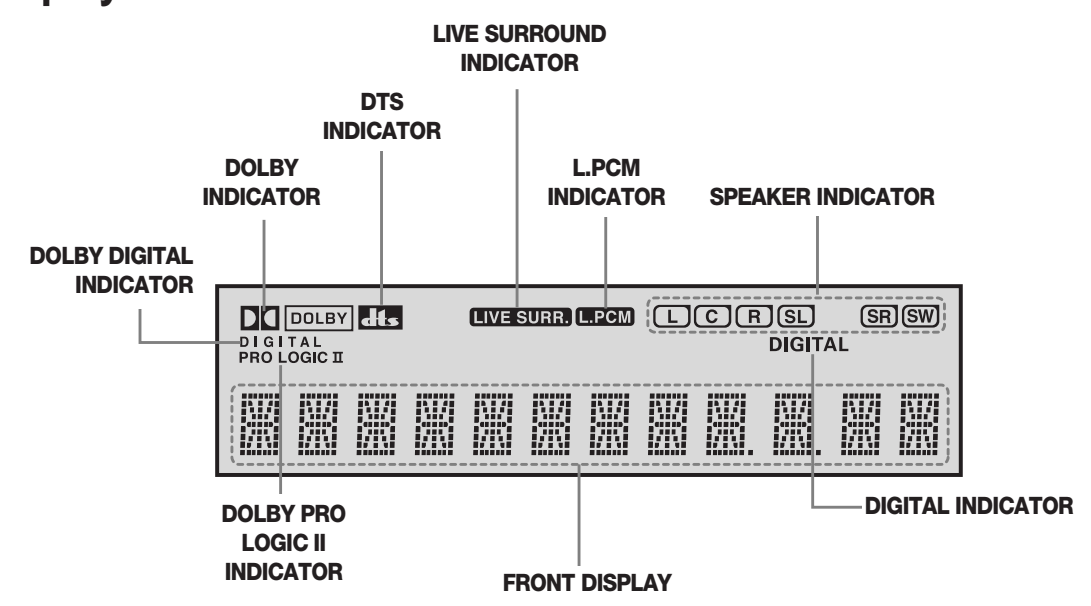 LIVE SURROUND
INDICATOR
DTS
INDICATOR
DOLBY
INDICATOR
L.PCM
INDICATOR
SPEAKER INDICATOR
DOLBY DIGITAL
INDICATOR
DOLBY dts LIVE SURR. L.PCM L C R SL SR SW
DIGITAL DIGITAL
PRO LOGIC II
DIGITAL INDICATOR
DOLBY PRO
LOGIC II
INDICATOR
FRONT DISPLAY